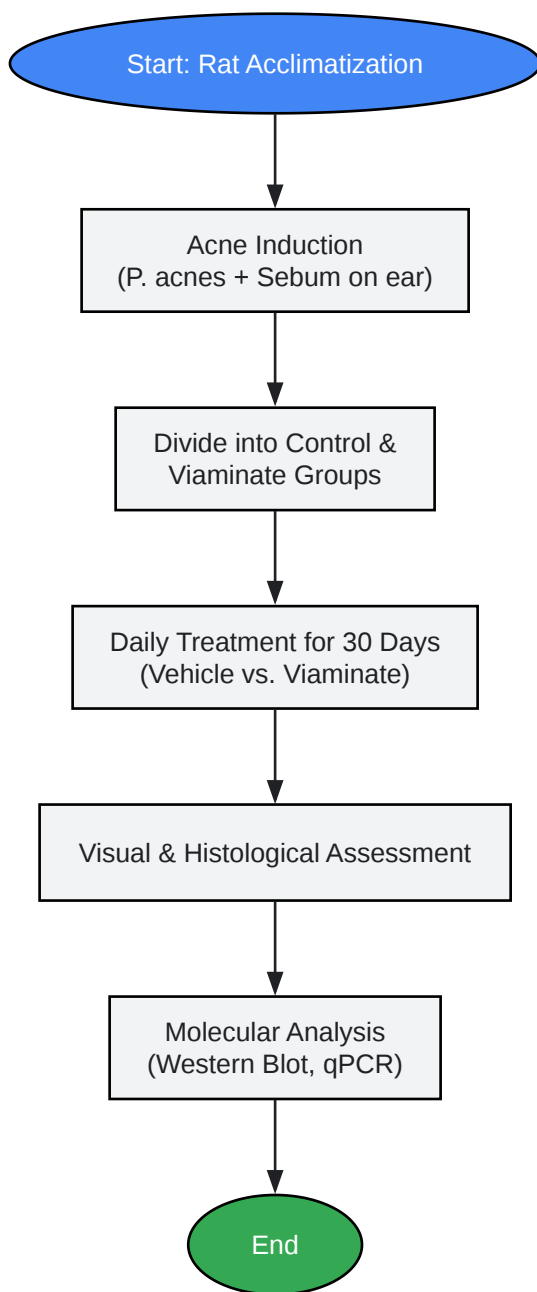 Start: Rat Acclimatization
Acne Induction
(P. acnes + Sebum on ear)
Divide into Control &
Viaminate Groups
Daily Treatment for 30 Days
(Vehicle vs. Viaminate)
Visual & Histological Assessment
Molecular Analysis
(Western Blot, qPCR)
End